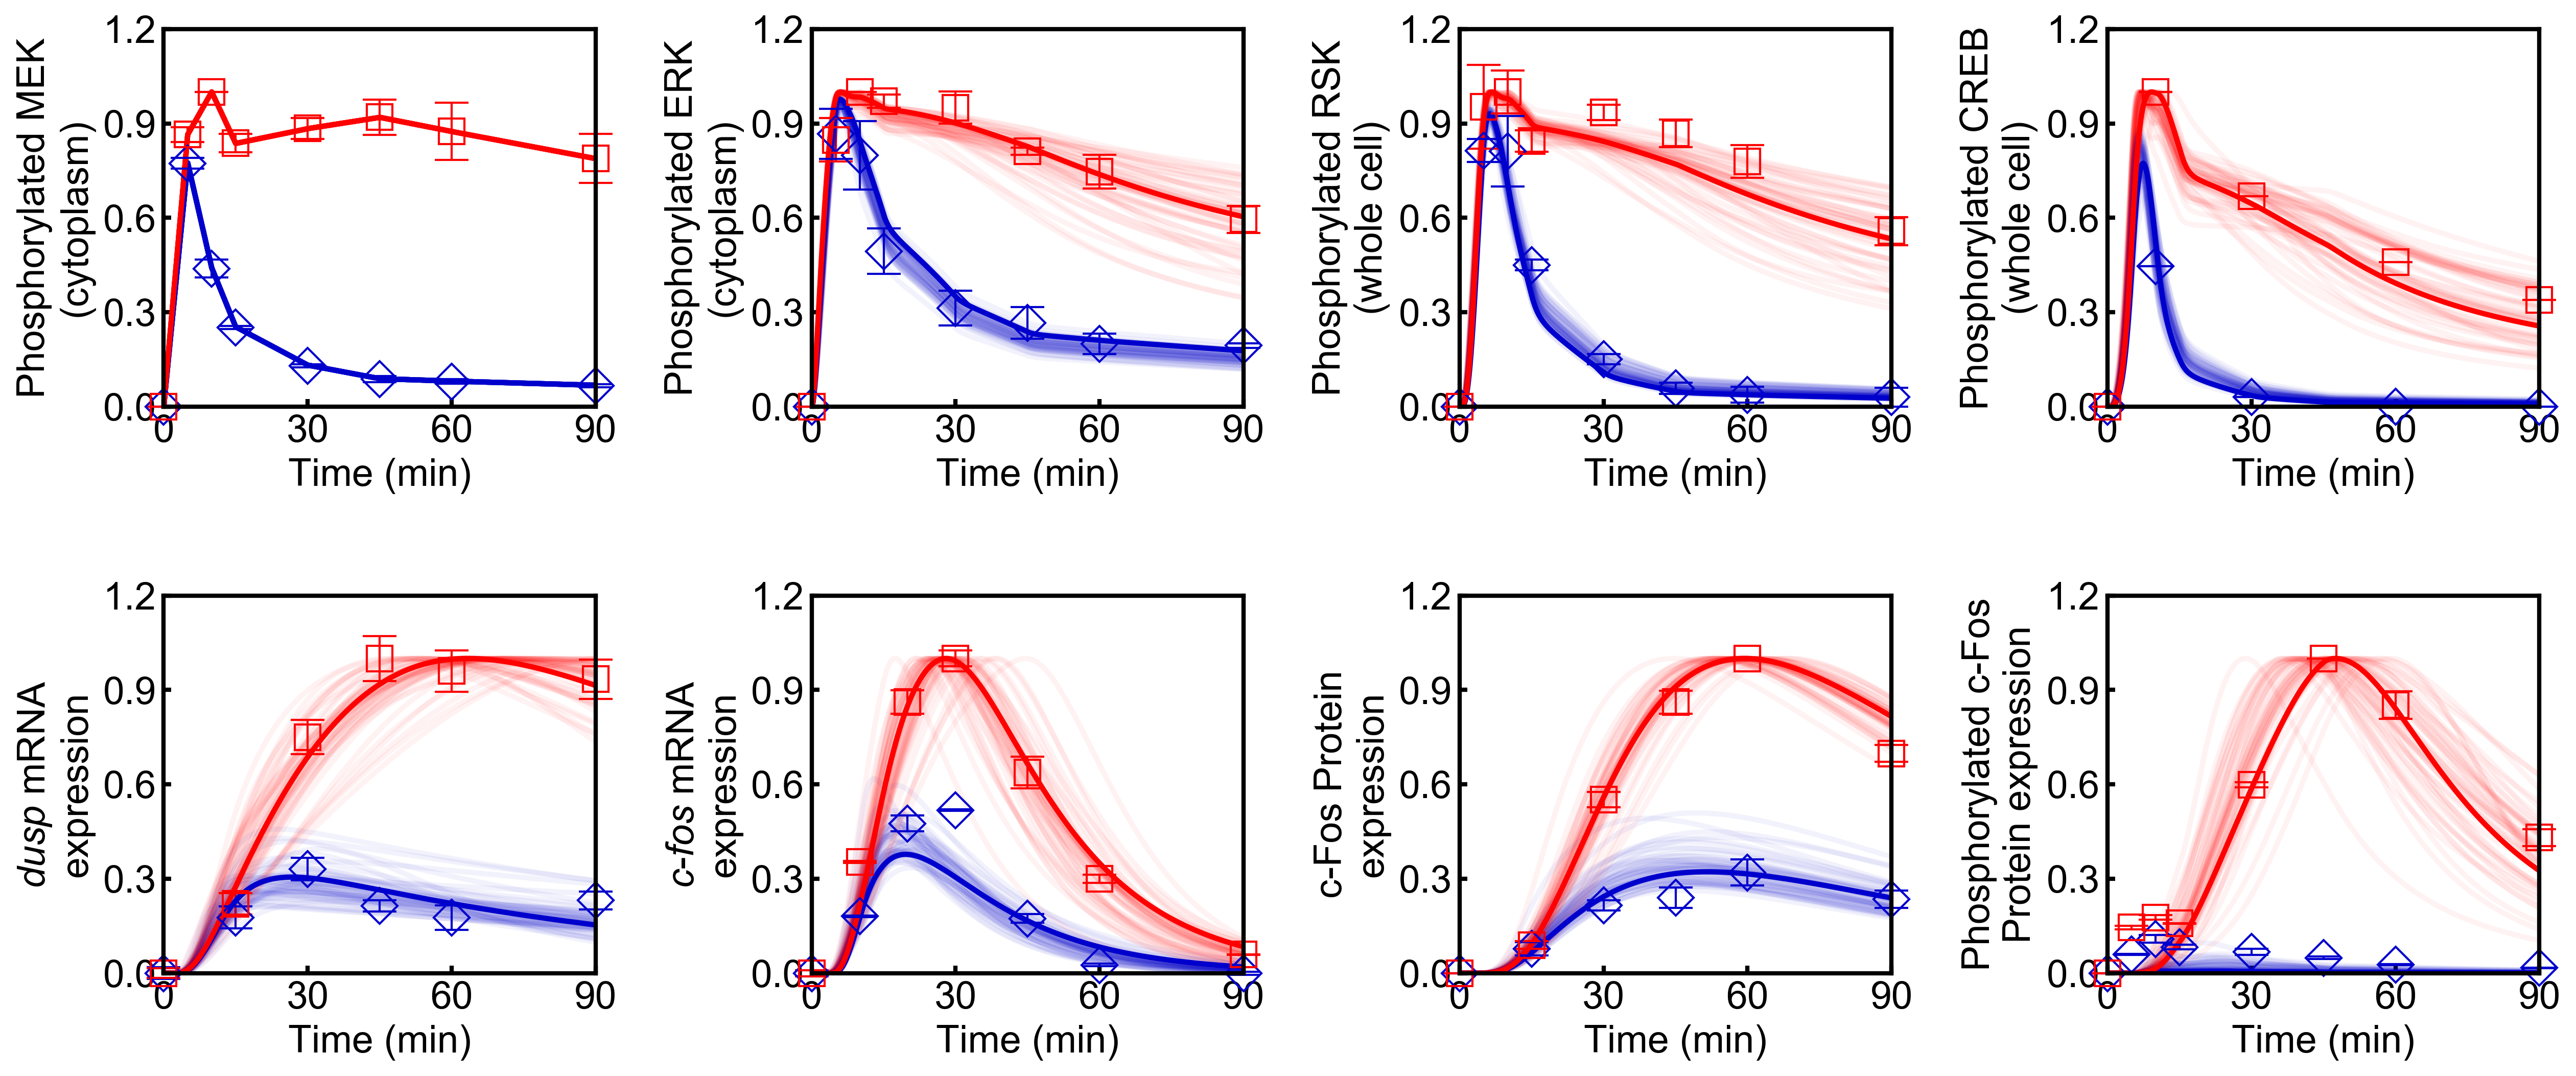 Phosphorylated MEK
(cytoplasm)
1.2
0.9
0.6
0.3
0.0
0 30 60 90
Time (min)
Phosphorylated ERK
(cytoplasm)
1.2
0.9
0.6
0.3
0.0
0 30 60 90
Time (min)
Phosphorylated RSK
(whole cell)
1.2
0.9
0.6
0.3
0.0
0 30 60 90
Time (min)
Phosphorylated CREB
(whole cell)
1.2
0.9
0.6
0.3
0.0
0 30 60 90
Time (min)
dusp mRNA
expression
1.2
0.9
0.6
0.3
0.0
0 30 60 90
Time (min)
c-fos mRNA
expression
1.2
0.9
0.6
0.3
0.0
0 30 60 90
Time (min)
c-Fos Protein
expression
1.2
0.9
0.6
0.3
0.0
0 30 60 90
Time (min)
Phosphorylated c-Fos
Protein expression
1.2
0.9
0.6
0.3
0.0
0 30 60 90
Time (min)